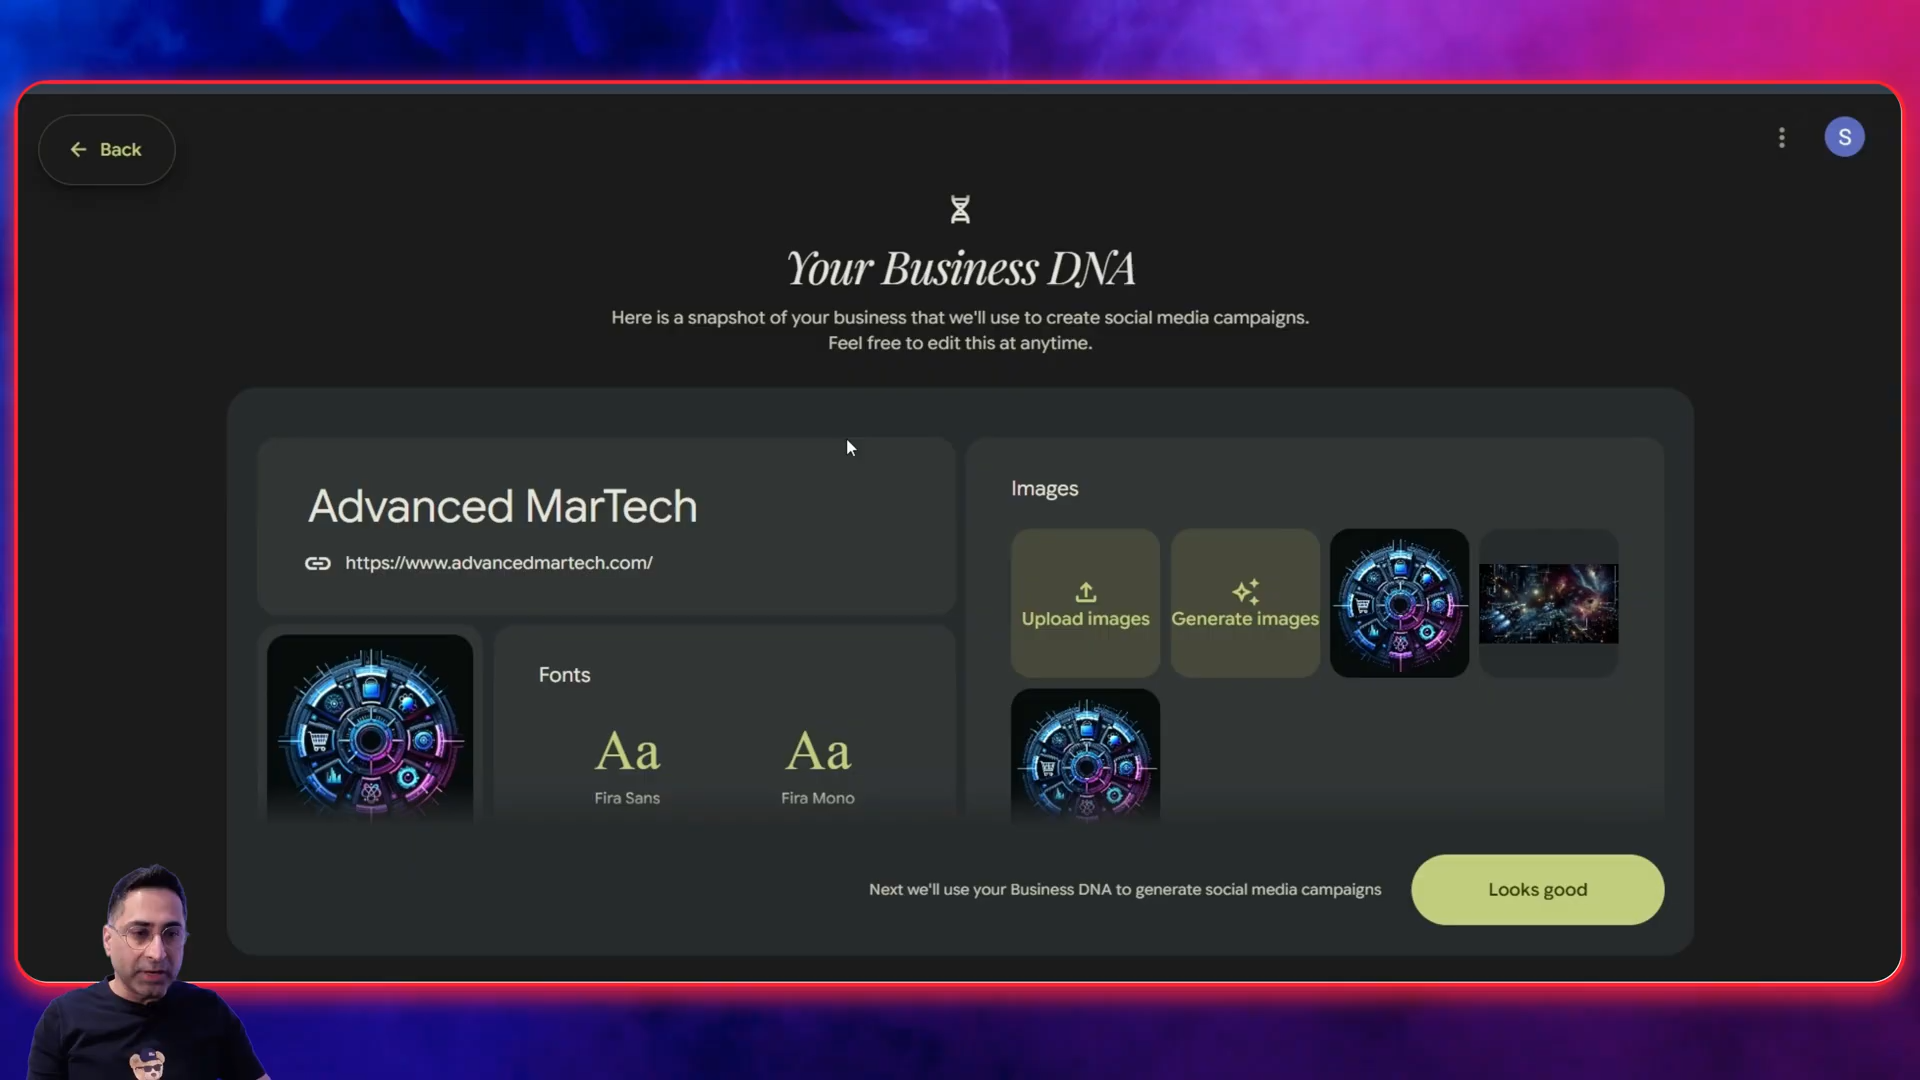 Back
S
Your Business DNA
Here is a snapshot of your business that we'll use to create social media campaigns.
Feel free to edit this at anytime.
Advanced MarTech
https://www.advancedmartech.com/
Fonts
Aa
Fira Sans
Aa
Fira Mono
Images
Upload images
Generate images
Next we'll use your Business DNA to generate social media campaigns
Looks good